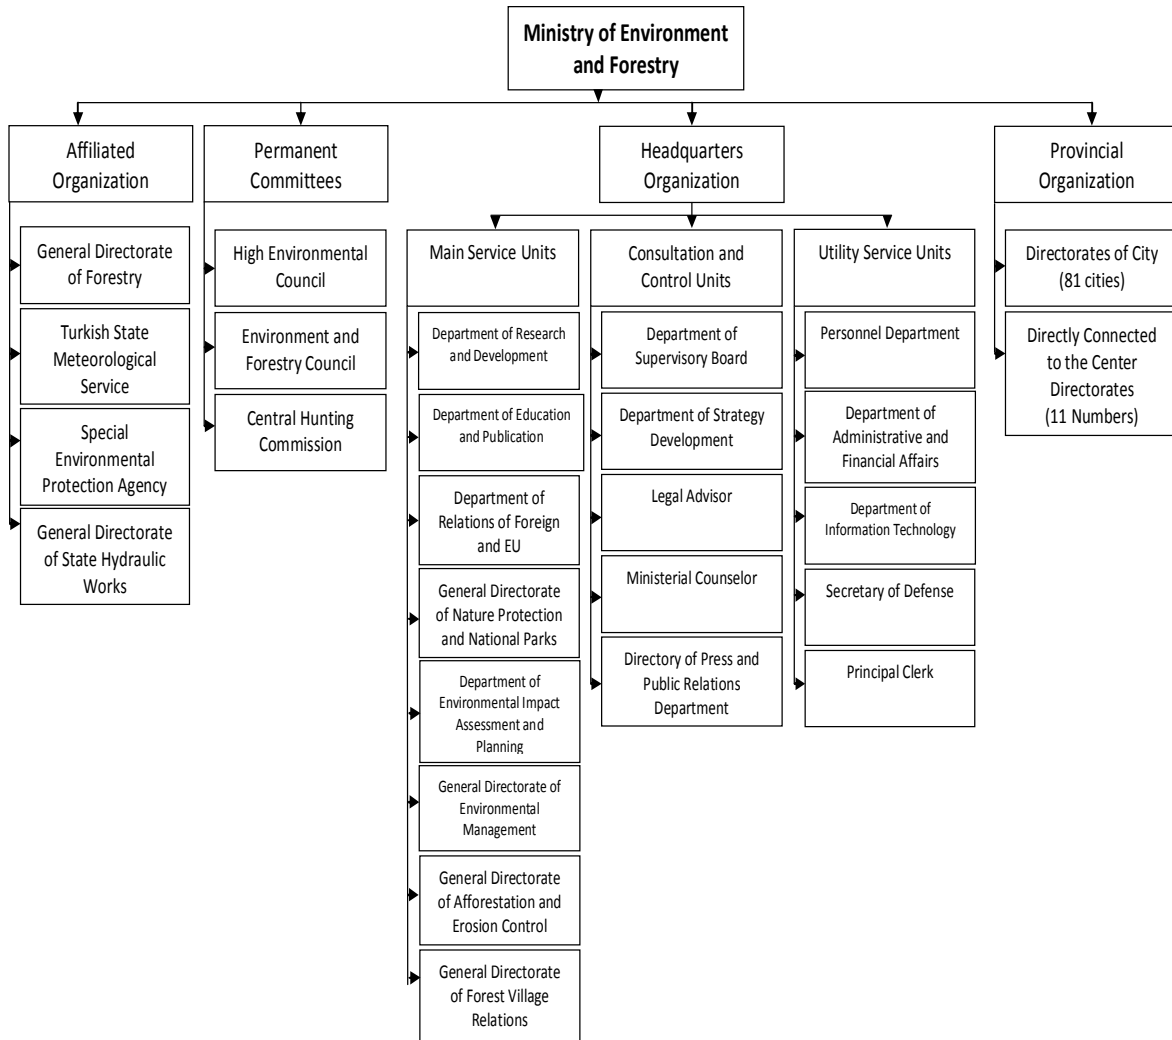 Ministry of Environment
and Forestry
Affiliated
Organization
Permanent
Committees
Headquarters
Organization
Provincial
Organization
General Directorate
of Forestry
Turkish State
Meteorological
Service
Special
Environmental
Protection Agency
General Directorate
of State Hydraulic
Works
High Environmental
Council
Environment and
Forestry Council
Central Hunting
Commission
Main Service Units
Department of Research
and Development
Department of Education
and Publication
Department of
Relations of Foreign
and EU
General Directorate
of Nature Protection
and National Parks
Department of
Environmental Impact
Assessment and
Planning
General Directorate of
Environmental
Management
General Directorate
of Afforestation and
Erosion Control
General Directorate
of Forest Village
Relations
Consultation and
Control Units
Department of
Supervisory Board
Department of Strategy
Development
Legal Advisor
Ministerial Counselor
Directory of Press and
Public Relations
Department
Utility Service Units
Personnel Department
Department of
Administrative and
Financial Affairs
Department of
Information Technology
Secretary of Defense
Principal Clerk
Directorates of City
(81 cities)
Directly Connected
to the Center
Directorates
(11 Numbers)